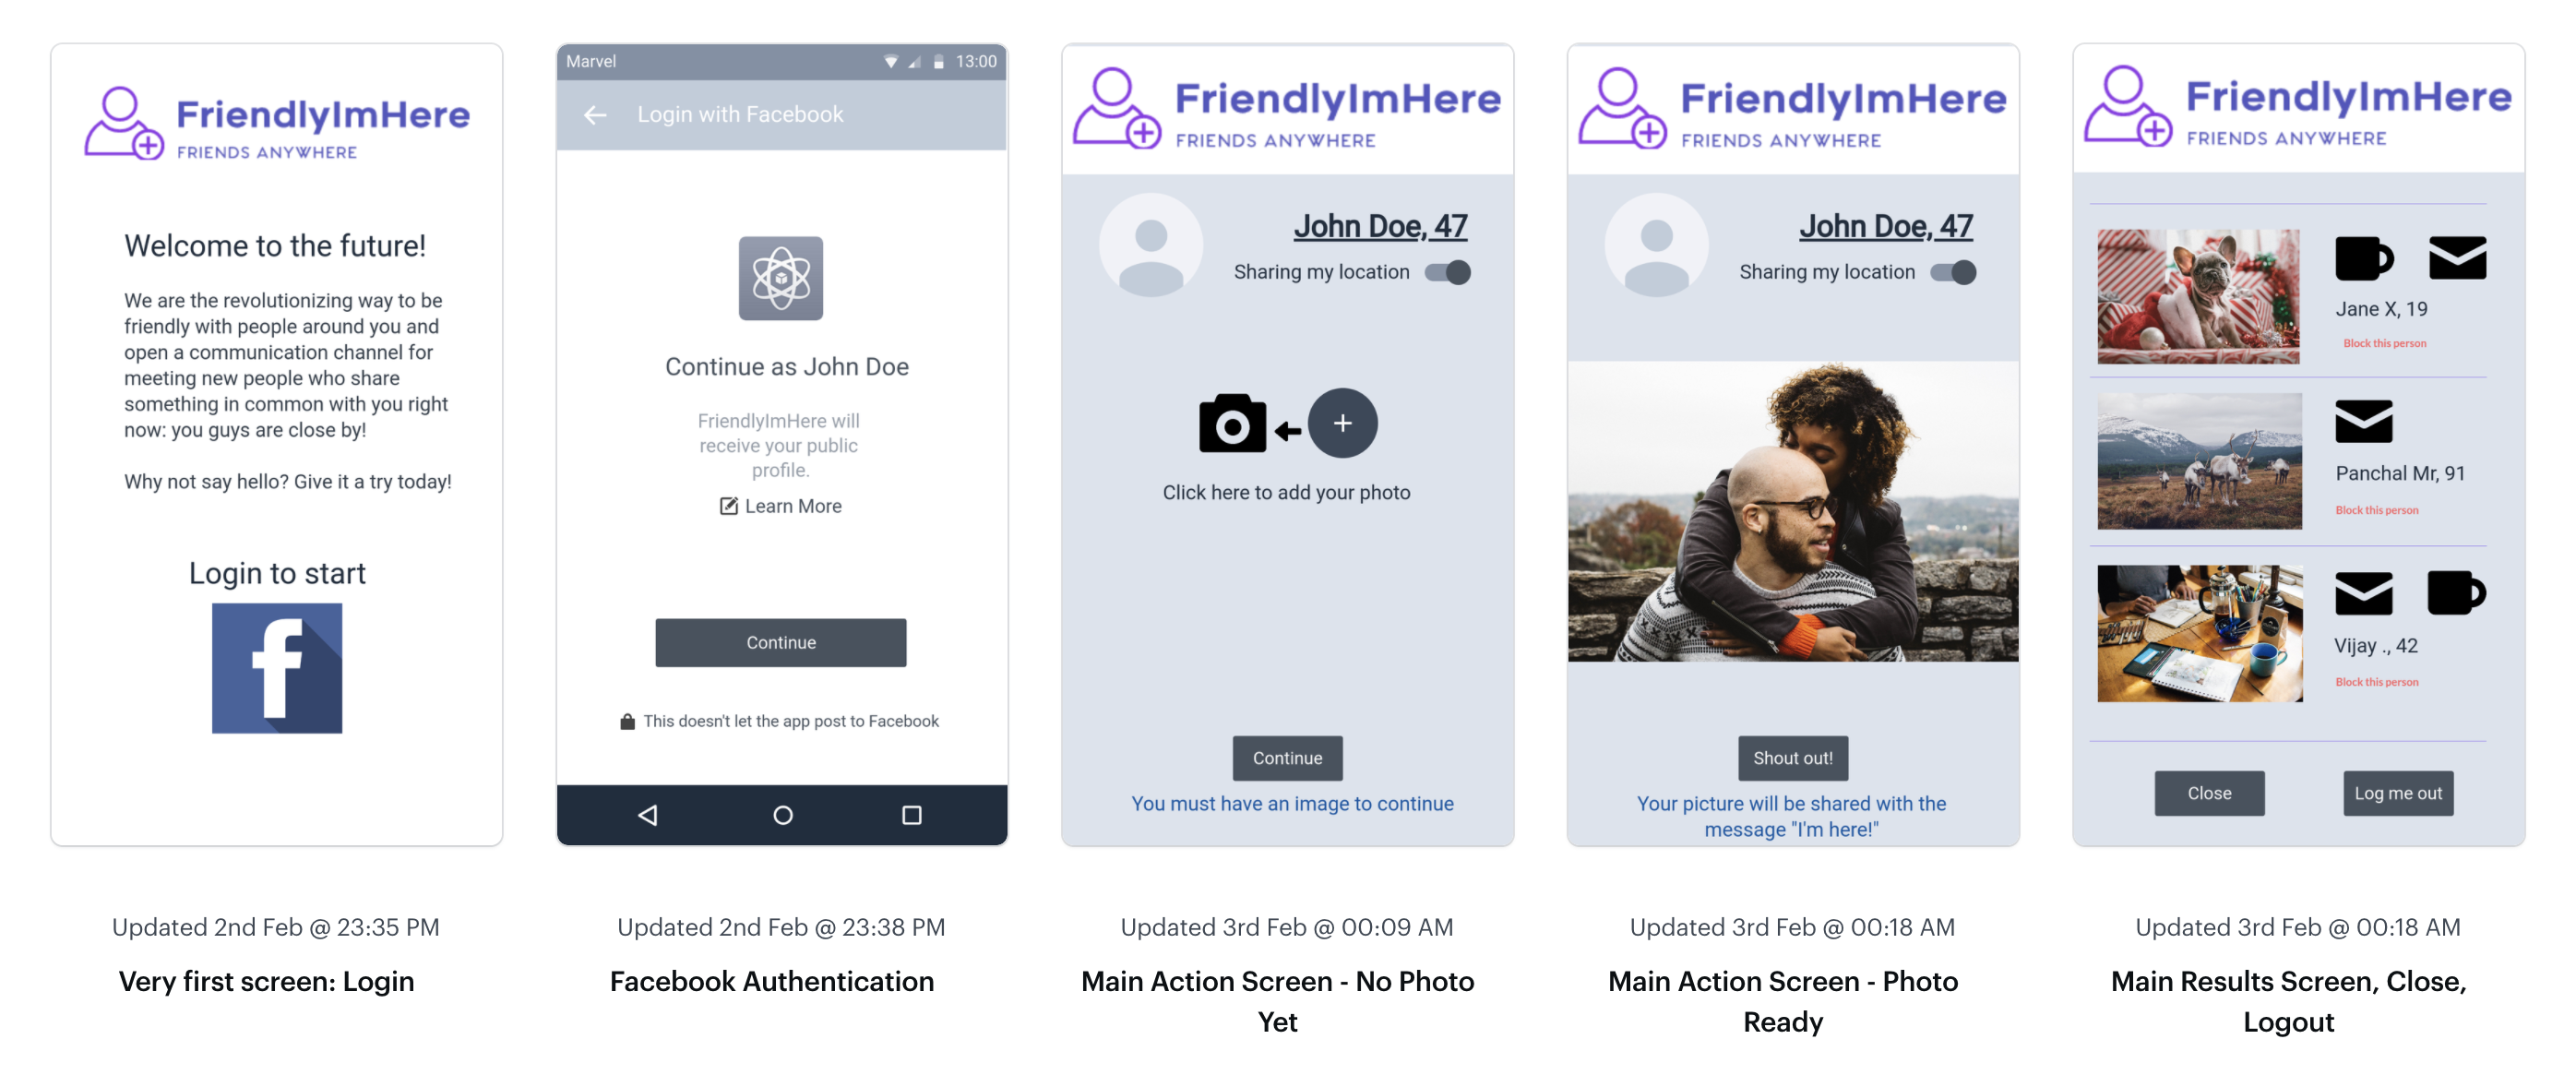 FriendlyImHere
FRIENDS ANYWHERE
Welcome to the future!
We are the revolutionizing way to be
friendly with people around you and
open a communication channel for
meeting new people who share
something in common with you right
now: you guys are close by!
Why not say hello? Give it a try today!
Login to start
f
Updated 2nd Feb @ 23:35 PM
Very first screen: Login
Marvel
13:00
Login with Facebook
Continue as John Doe
FriendlyImHere will
receive your public
profile.
Learn More
Continue
This doesn't let the app post to Facebook
Updated 2nd Feb @ 23:38 PM
Facebook Authentication
FriendlyImHere
FRIENDS ANYWHERE
John Doe, 47
Sharing my location
Click here to add your photo
Continue
You must have an image to continue
Updated 3rd Feb @ 00:09 AM
Main Action Screen - No Photo
Yet
FriendlyImHere
FRIENDS ANYWHERE
John Doe, 47
Sharing my location
Shout out!
Your picture will be shared with the
message "I'm here!"
Updated 3rd Feb @ 00:18 AM
Main Action Screen - Photo
Ready
FriendlyImHere
FRIENDS ANYWHERE
Jane X, 19
Block this person
Panchal Mr, 91
Block this person
Vijay ., 42
Block this person
Close
Log me out
Updated 3rd Feb @ 00:18 AM
Main Results Screen, Close,
Logout